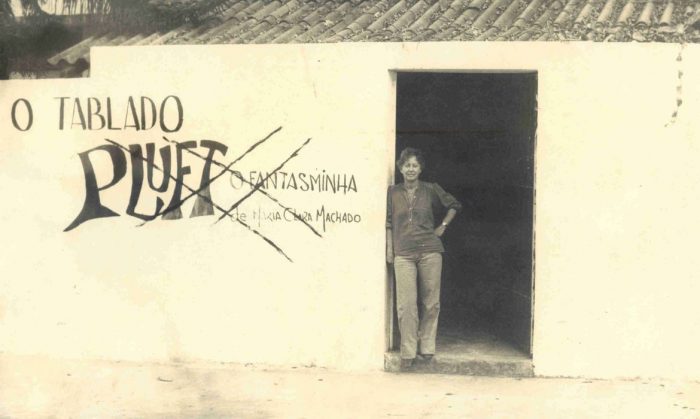 O TABLADO
PLUFT
O FANTASMINHA
de MARIA CLARA MACHADO